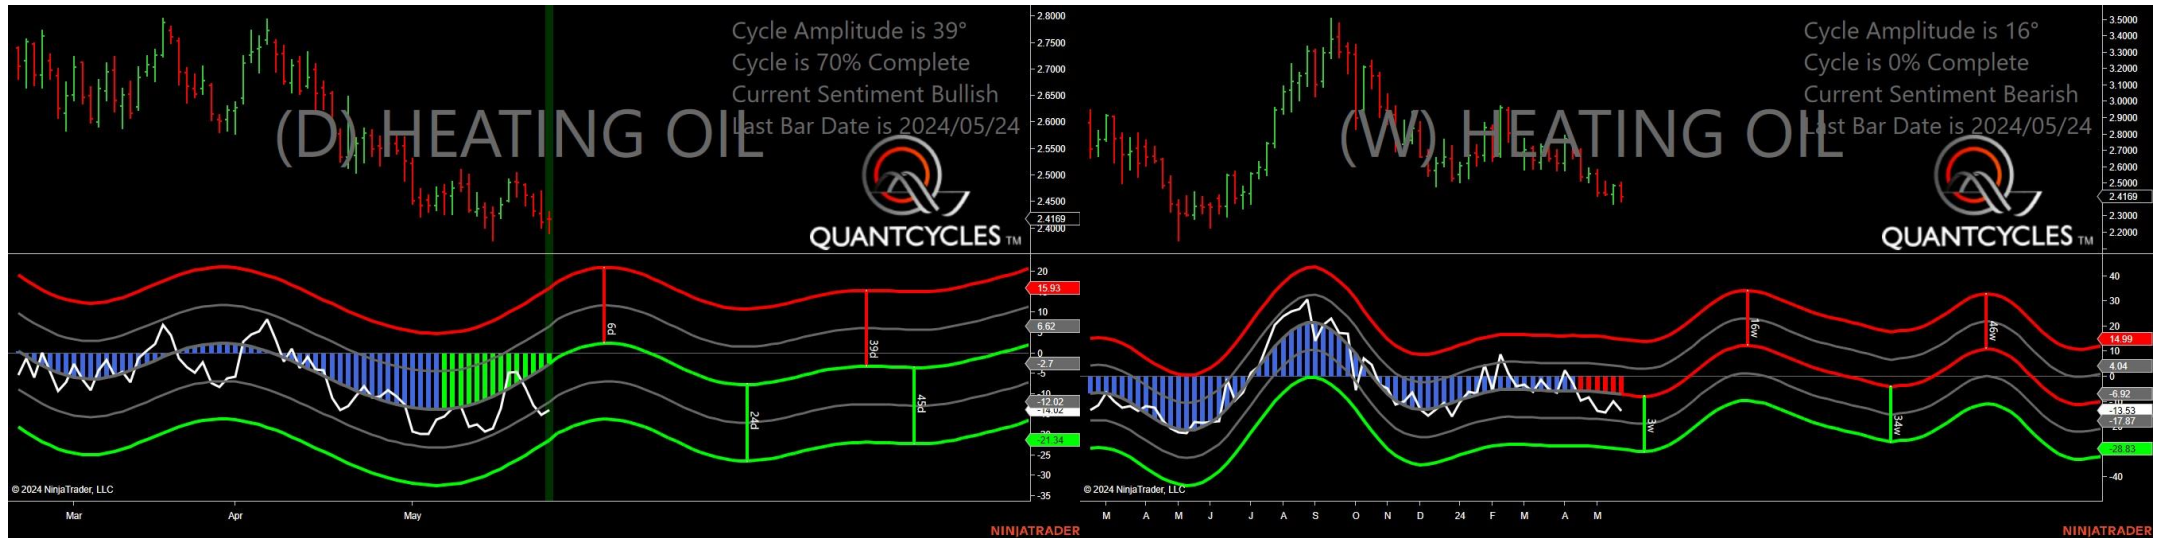 Cycle Amplitude is 39°
Cycle is 70% Complete
Current Sentiment Bullish
Last Bar Date is 2024/05/24
(D) HEATING OIL
QUANTCYCLES TM
2.8000
2.7500
2.7000
2.6500
2.6000
2.5500
2.5000
2.4500
2.4169
2.4000
20
15.93
10
6.62
0
-2.7
-5
-10
-12.02
-14.02
-21.34
-25
-30
-35
6d
24d
39d
45d
© 2024 NinjaTrader, LLC
Mar
Apr
May
NINJATRADER
Cycle Amplitude is 16°
Cycle is 0% Complete
Current Sentiment Bearish
Last Bar Date is 2024/05/24
(W) HEATING OIL
QUANTCYCLES TM
3.5000
3.4000
3.3000
3.2000
3.1000
3.0000
2.9000
2.8000
2.7000
2.6000
2.5000
2.4169
2.3000
2.2000
40
30
20
14.99
10
4.04
0
-6.92
-13.53
-17.87
-28.83
-40
3w
16w
34w
46w
© 2024 NinjaTrader, LLC
M A M J J A S O N D 24 F M A M
NINJATRADER